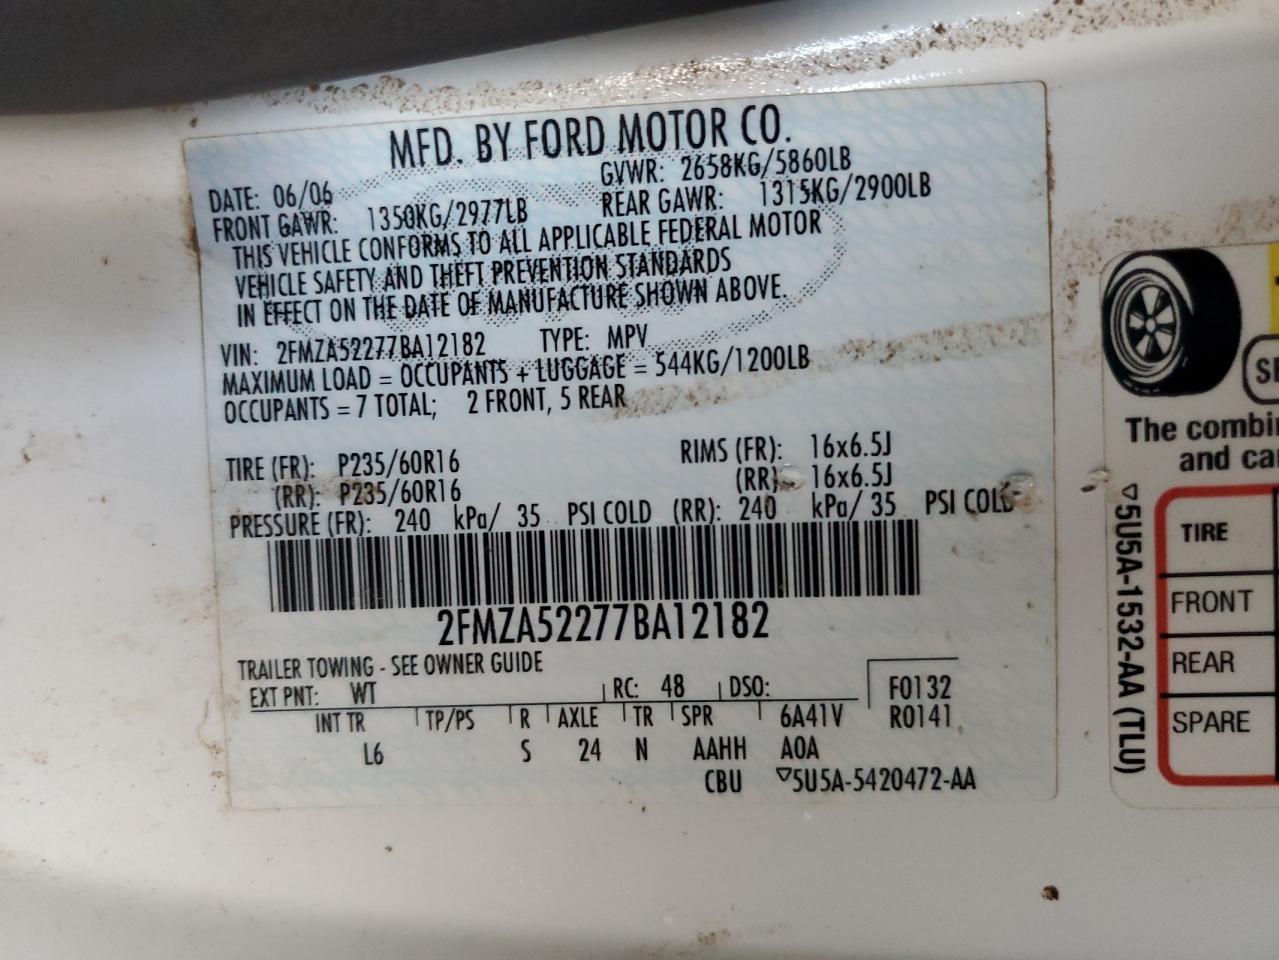 MFD. BY FORD MOTOR CO.
DATE: 06/06 GVWR: 2658KG/5860LB
FRONT GAWR: 1350KG/2977LB REAR GAWR: 1315KG/2900LB
THIS VEHICLE CONFORMS TO ALL APPLICABLE FEDERAL MOTOR
VEHICLE SAFETY AND THEFT PREVENTION STANDARDS
IN EFFECT ON THE DATE OF MANUFACTURE SHOWN ABOVE.
VIN: 2FMZA52277BA12182 TYPE: MPV
MAXIMUM LOAD = OCCUPANTS + LUGGAGE = 544KG/1200LB
OCCUPANTS = 7 TOTAL; 2 FRONT, 5 REAR
TIRE (FR): P235/60R16 RIMS (FR): 16x6.5J
(RR): P235/60R16 (RR): 16x6.5J
PRESSURE (FR): 240 kPa/ 35 PSI COLD (RR): 240 kPa/ 35 PSI COLD
2FMZA52277BA12182
TRAILER TOWING - SEE OWNER GUIDE
EXT PNT: WT RC: 48 DSO: F0132
INT TR TP/PS R AXLE TR SPR 6A41V R0141
L6 S 24 N AAHH A0A
CBU ▽5U5A-5420472-AA
SE
The combin
and ca
▽5U5A-1532-AA (TLU)
TIRE
FRONT
REAR
SPARE